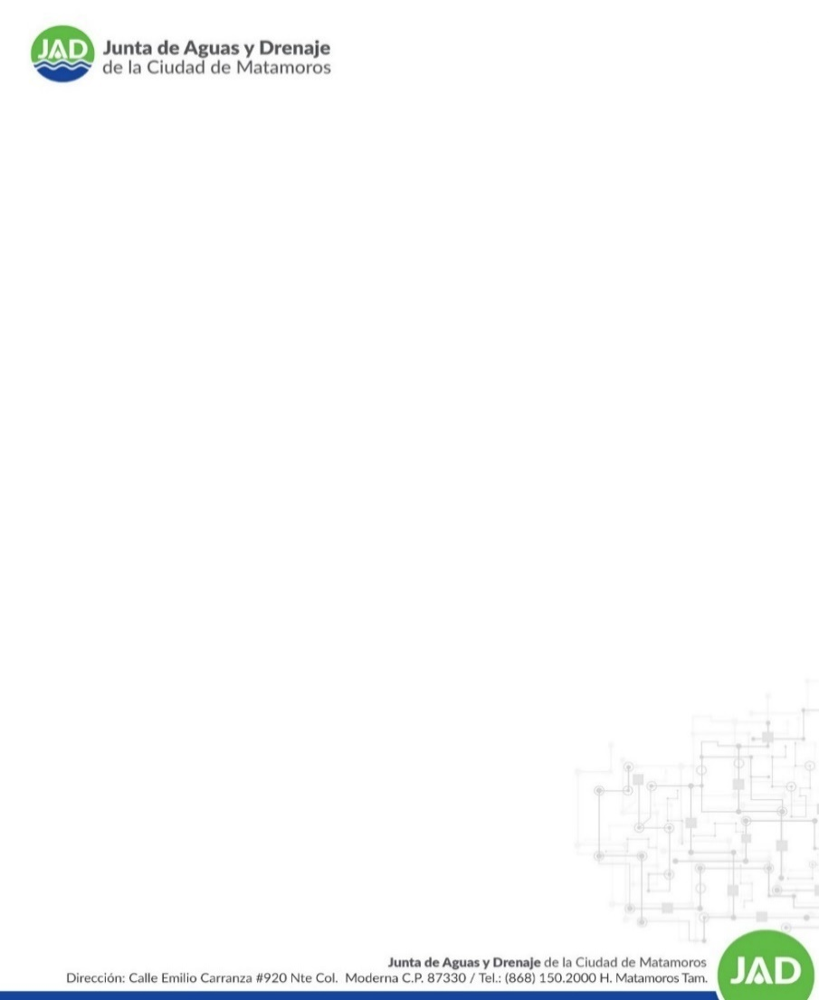 JAD
Junta de Aguas y Drenaje
de la Ciudad de Matamoros
Junta de Aguas y Drenaje de la Ciudad de Matamoros
Dirección: Calle Emilio Carranza #920 Nte Col. Moderna C.P. 87330 / Tel.: (868) 150.2000 H. Matamoros Tam.
JAD